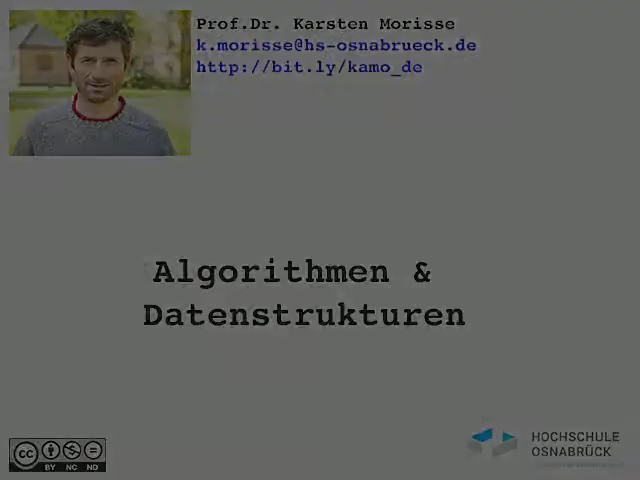 Prof.Dr. Karsten Morisse
k.morisse@hs-osnabrueck.de
http://bit.ly/kamo_de
Algorithmen &
Datenstrukturen
cc
BY NC ND
HOCHSCHULE
OSNABRÜCK